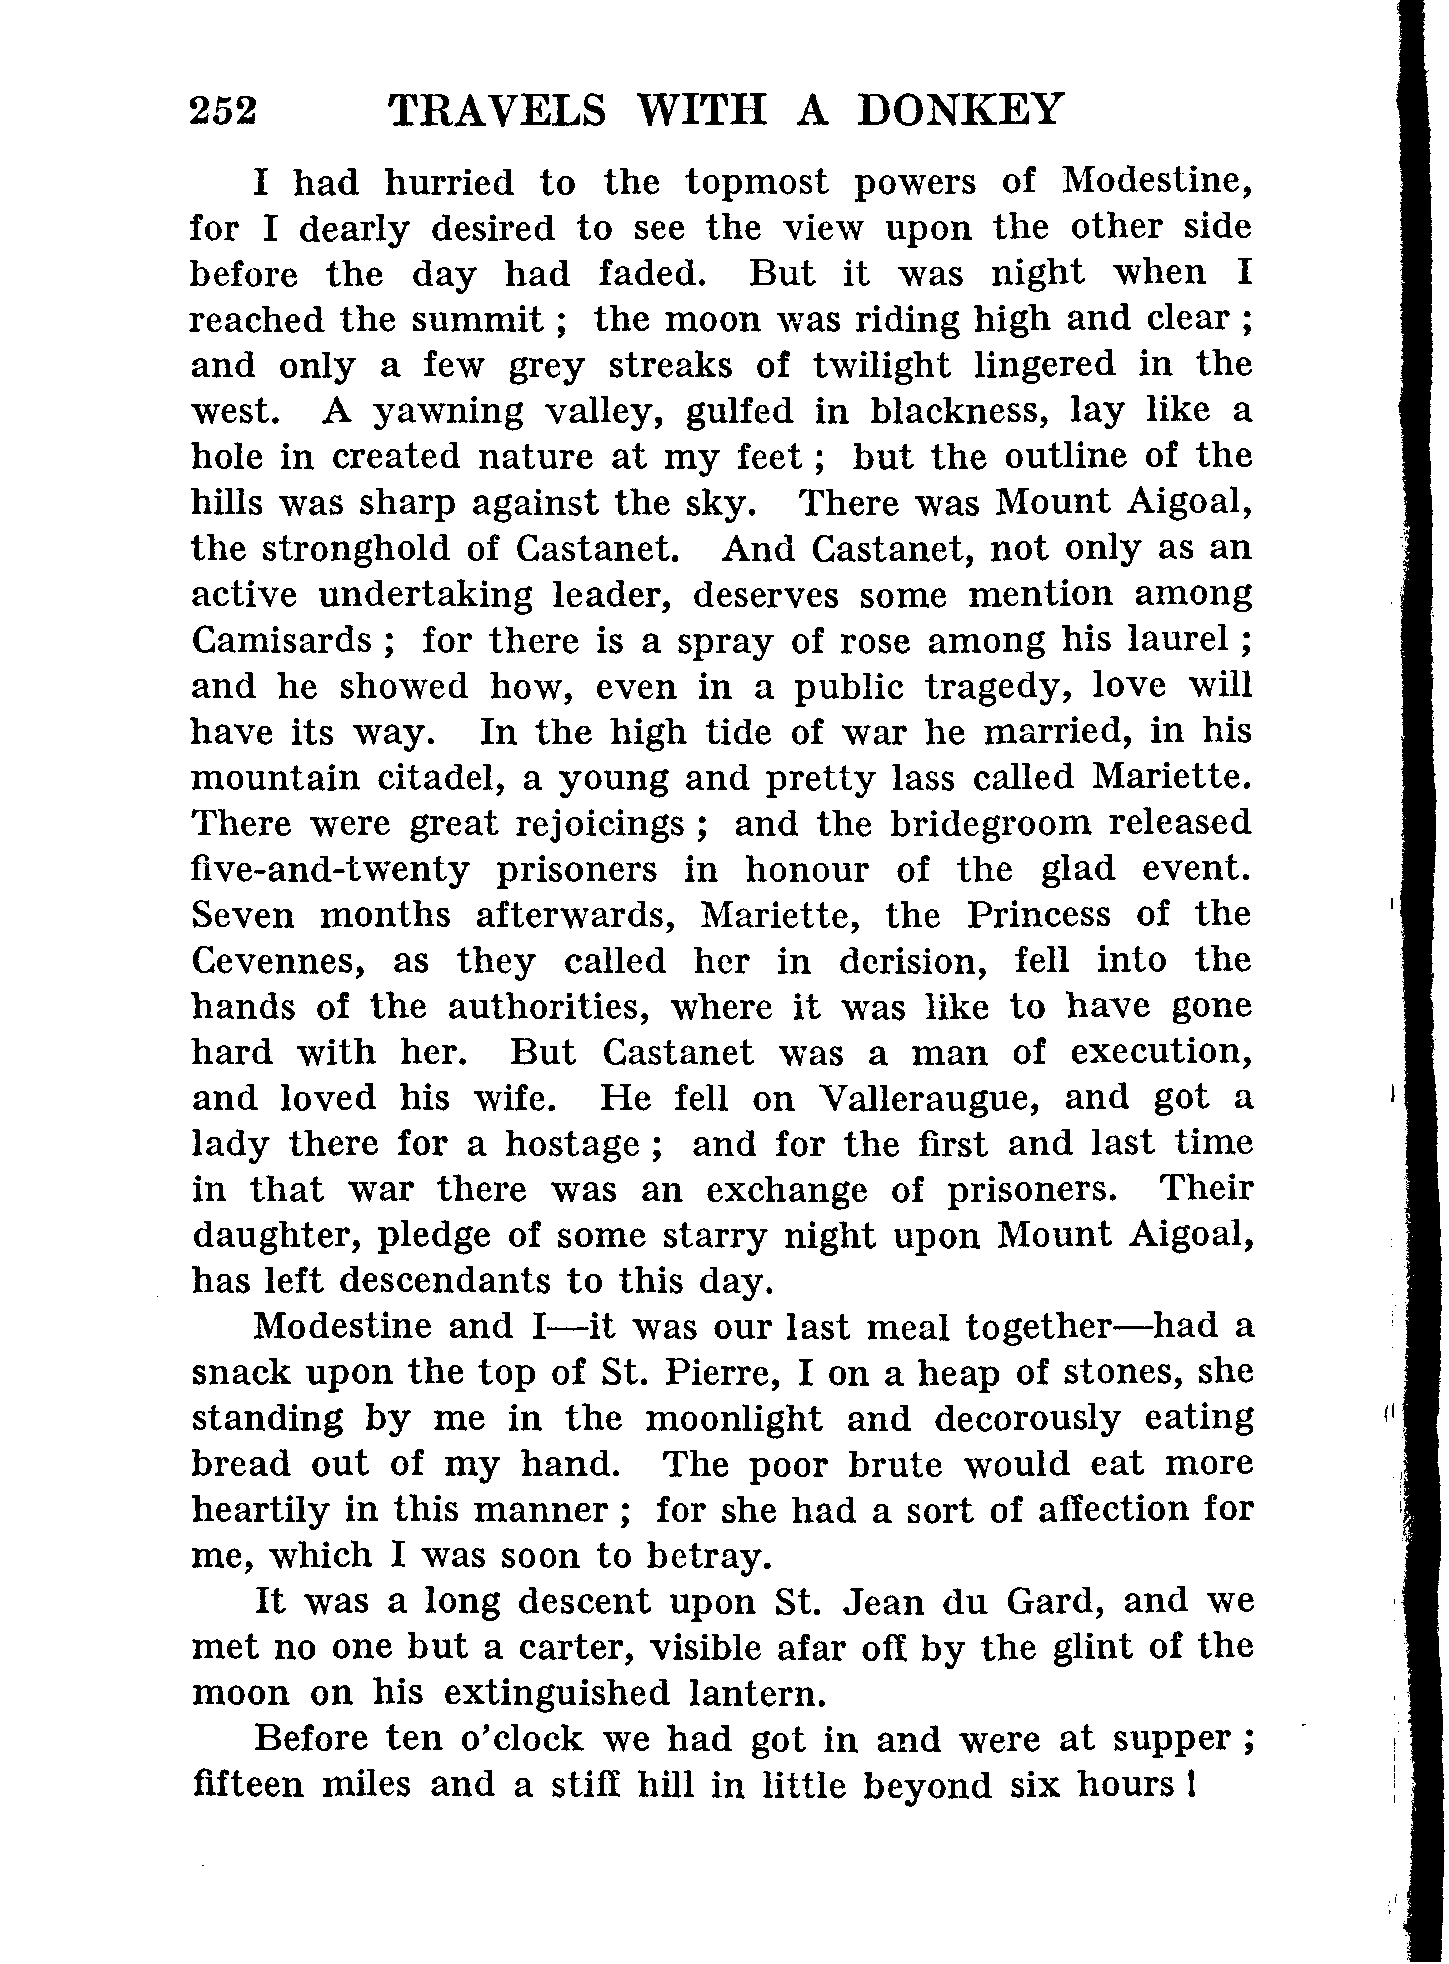 252 TRAVELS WITH A DONKEY
I had hurried to the topmost powers of Modestine,
for I dearly desired to see the view upon the other side
before the day had faded. But it was night when I
reached the summit ; the moon was riding high and clear ;
and only a few grey streaks of twilight lingered in the
west. A yawning valley, gulfed in blackness, lay like a
hole in created nature at my feet ; but the outline of the
hills was sharp against the sky. There was Mount Aigoal,
the stronghold of Castanet. And Castanet, not only as an
active undertaking leader, deserves some mention among
Camisards ; for there is a spray of rose among his laurel ;
and he showed how, even in a public tragedy, love will
have its way. In the high tide of war he married, in his
mountain citadel, a young and pretty lass called Mariette.
There were great rejoicings ; and the bridegroom released
five-and-twenty prisoners in honour of the glad event.
Seven months afterwards, Mariette, the Princess of the
Cevennes, as they called her in derision, fell into the
hands of the authorities, where it was like to have gone
hard with her. But Castanet was a man of execution,
and loved his wife. He fell on Valleraugue, and got a
lady there for a hostage ; and for the first and last time
in that war there was an exchange of prisoners. Their
daughter, pledge of some starry night upon Mount Aigoal,
has left descendants to this day.
Modestine and I—it was our last meal together—had a
snack upon the top of St. Pierre, I on a heap of stones, she
standing by me in the moonlight and decorously eating
bread out of my hand. The poor brute would eat more
heartily in this manner ; for she had a sort of affection for
me, which I was soon to betray.
It was a long descent upon St. Jean du Gard, and we
met no one but a carter, visible afar off by the glint of the
moon on his extinguished lantern.
Before ten o'clock we had got in and were at supper ;
fifteen miles and a stiff hill in little beyond six hours !